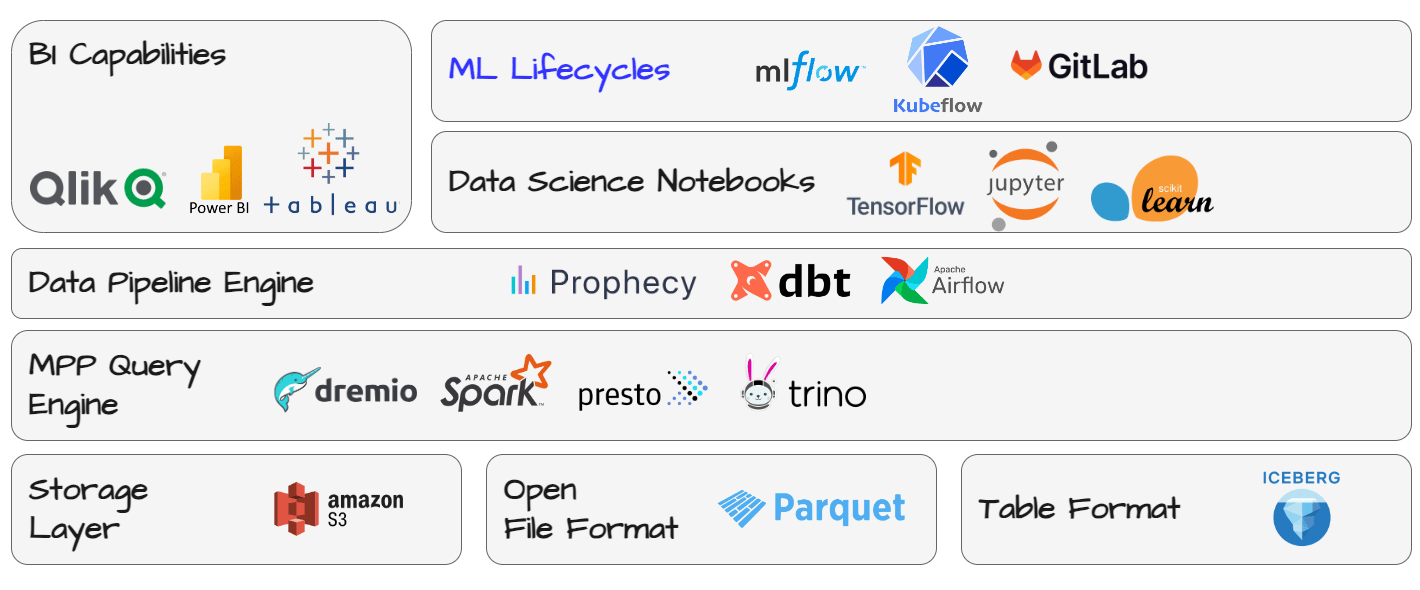 BI Capabilities
Qlik
Power BI
+ a b l e a u
ML Lifecycles
mlflow™
Kubeflow
GitLab
Data Science Notebooks
TensorFlow
jupyter
scikit
learn
Data Pipeline Engine
Prophecy
dbt
Apache
Airflow
MPP Query
Engine
dremio
APACHE
Spark™
presto
trino
Storage
Layer
amazon
S3
Open
File Format
Parquet
Table Format
ICEBERG